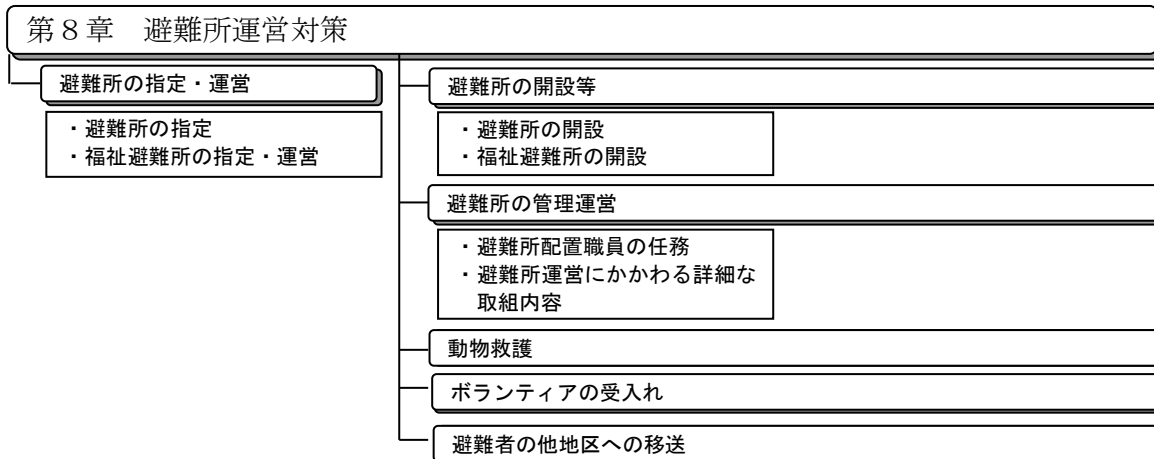 第８章　避難所運営対策
避難所の指定・運営
・避難所の指定
・福祉避難所の指定・運営
避難所の開設等
・避難所の開設
・福祉避難所の開設
避難所の管理運営
・避難所配置職員の任務
・避難所運営にかかわる詳細な
取組内容
動物救護
ボランティアの受入れ
避難者の他地区への移送